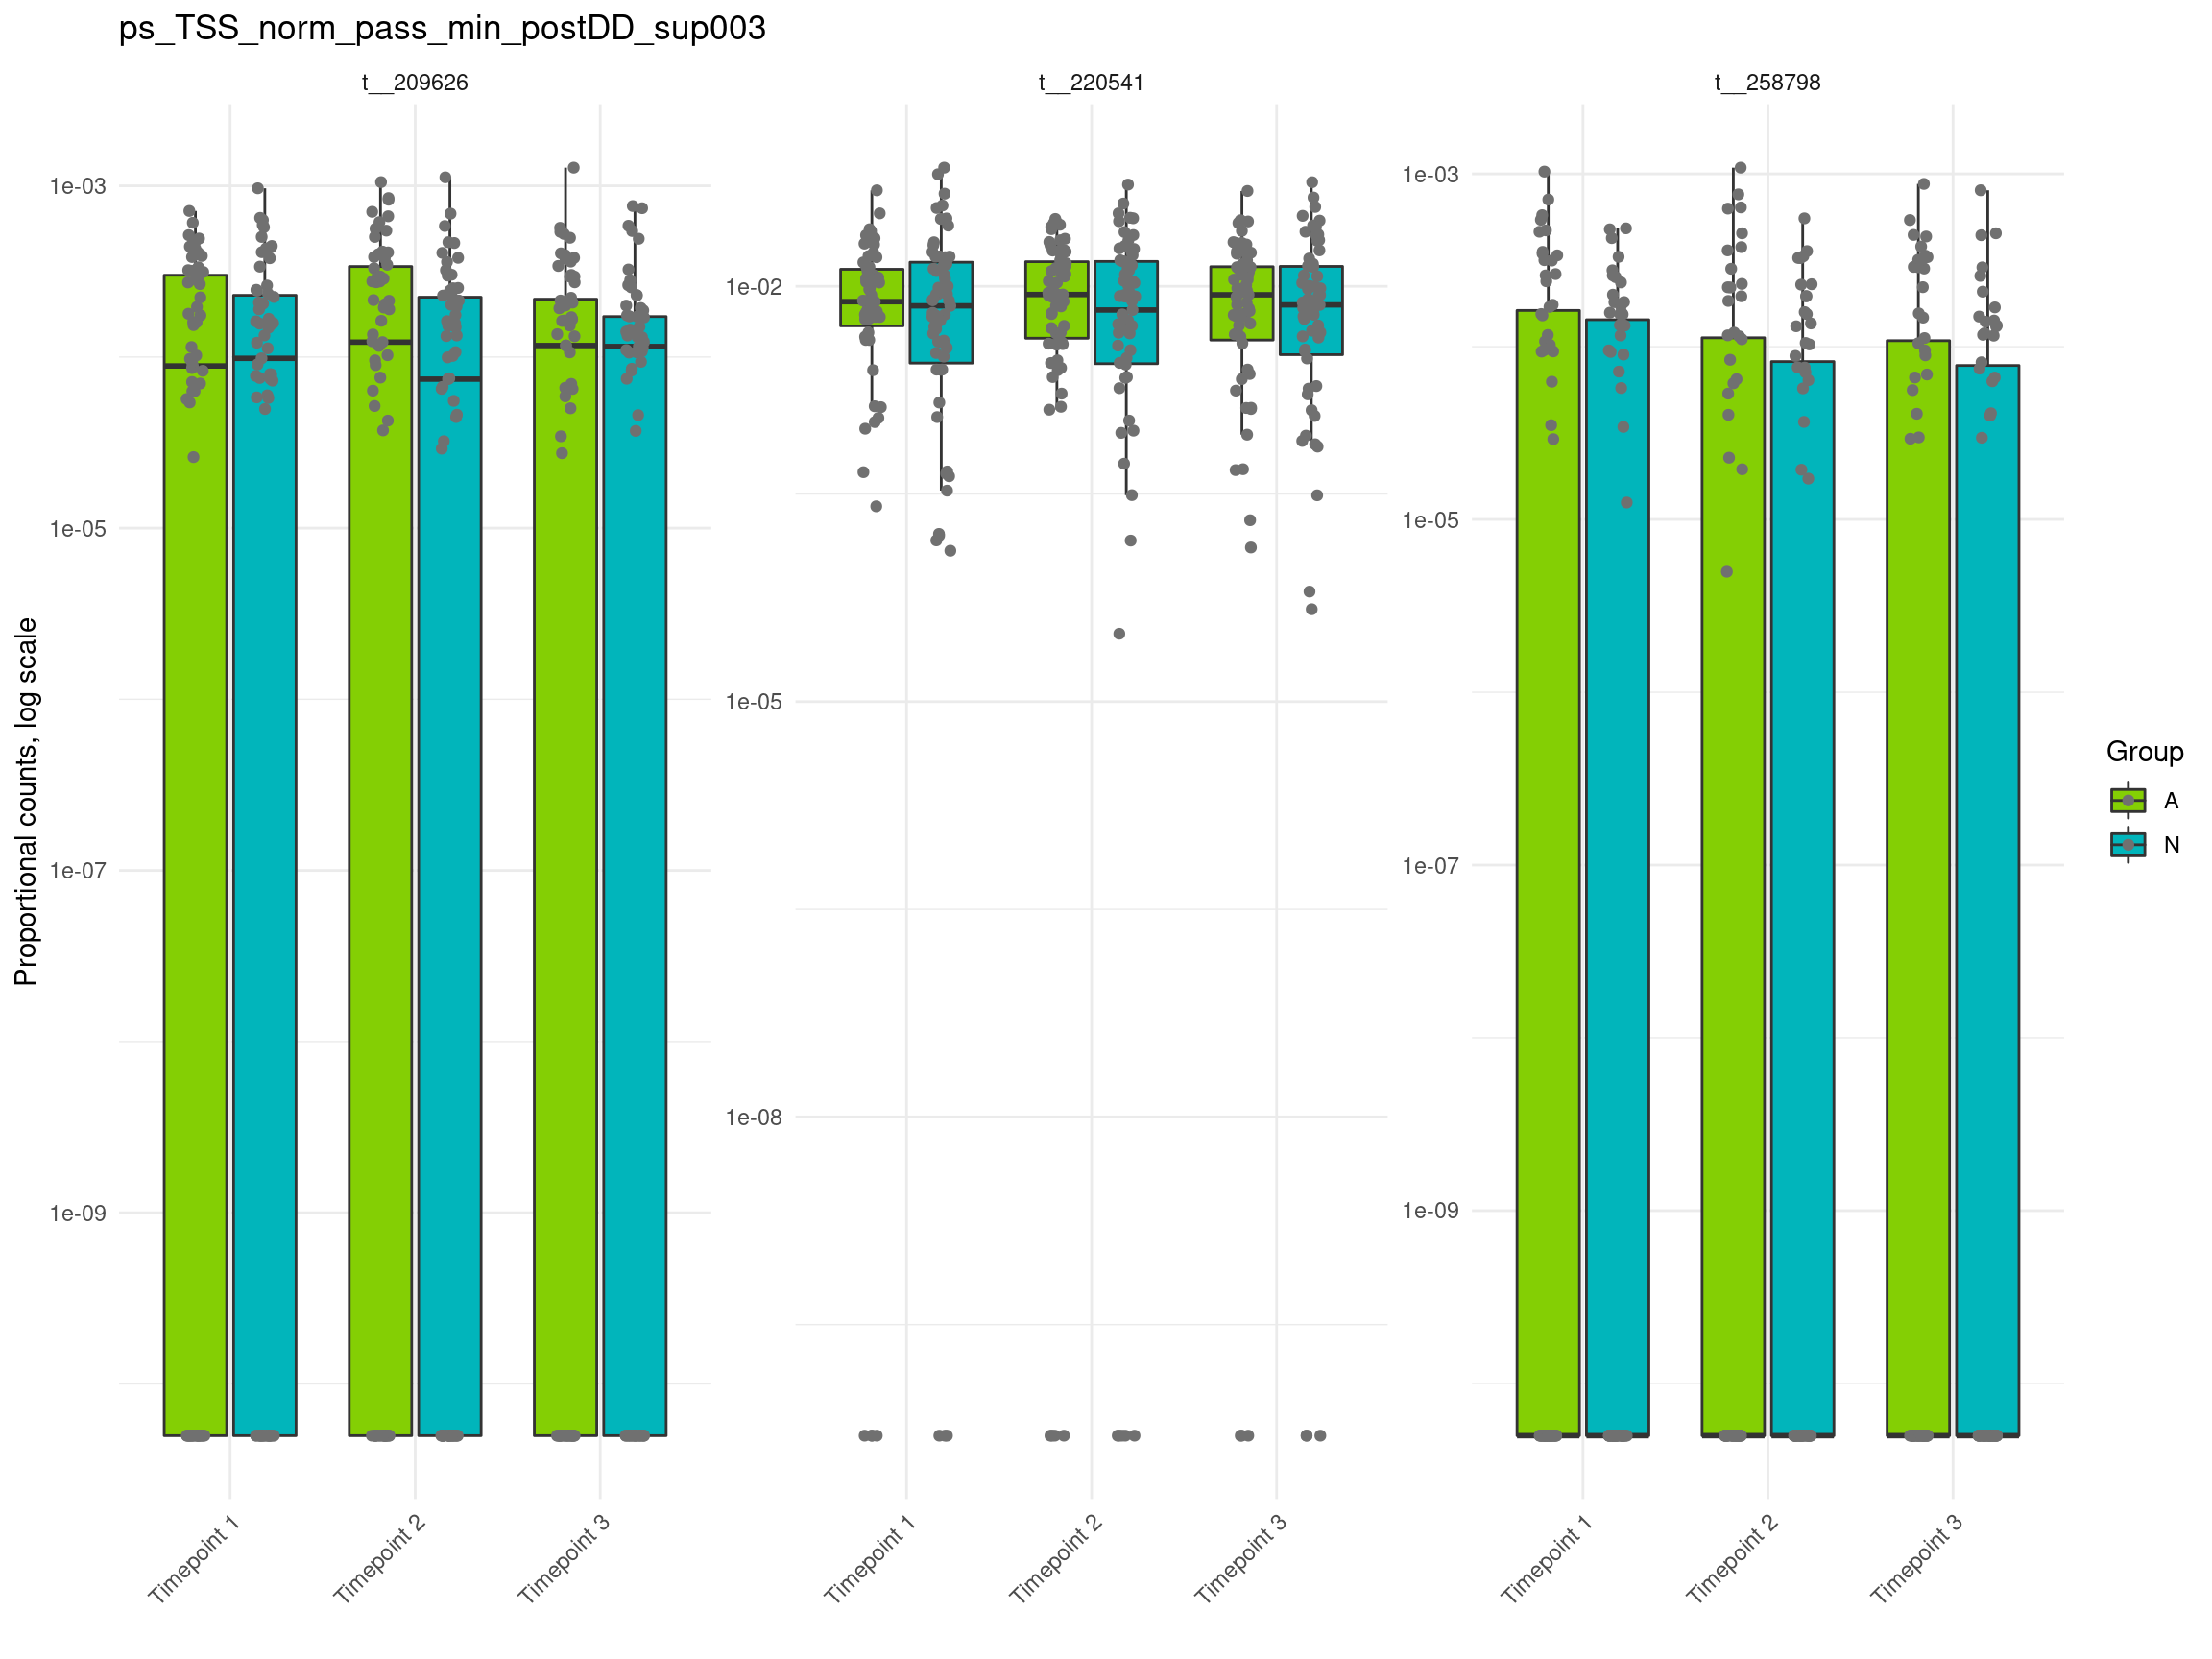 ps_TSS_norm_pass_min_postDD_sup003
t__209626
t__220541
t__258798
Proportional counts, log scale
1e-03
1e-05
1e-07
1e-09
1e-02
1e-05
1e-08
1e-03
1e-05
1e-07
1e-09
Timepoint 1
Timepoint 2
Timepoint 3
Timepoint 1
Timepoint 2
Timepoint 3
Timepoint 1
Timepoint 2
Timepoint 3
Group
A
N